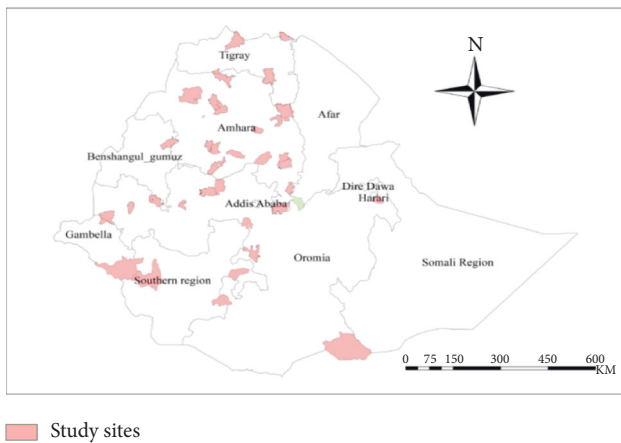 N
Tigray
Afar
Amhara
Benshangul_gumuz
Dire Dawa
Harari
Addis Ababa
Gambella
Oromia
Somali Region
Southern region
0 75 150 300 450 600
KM
Study sites